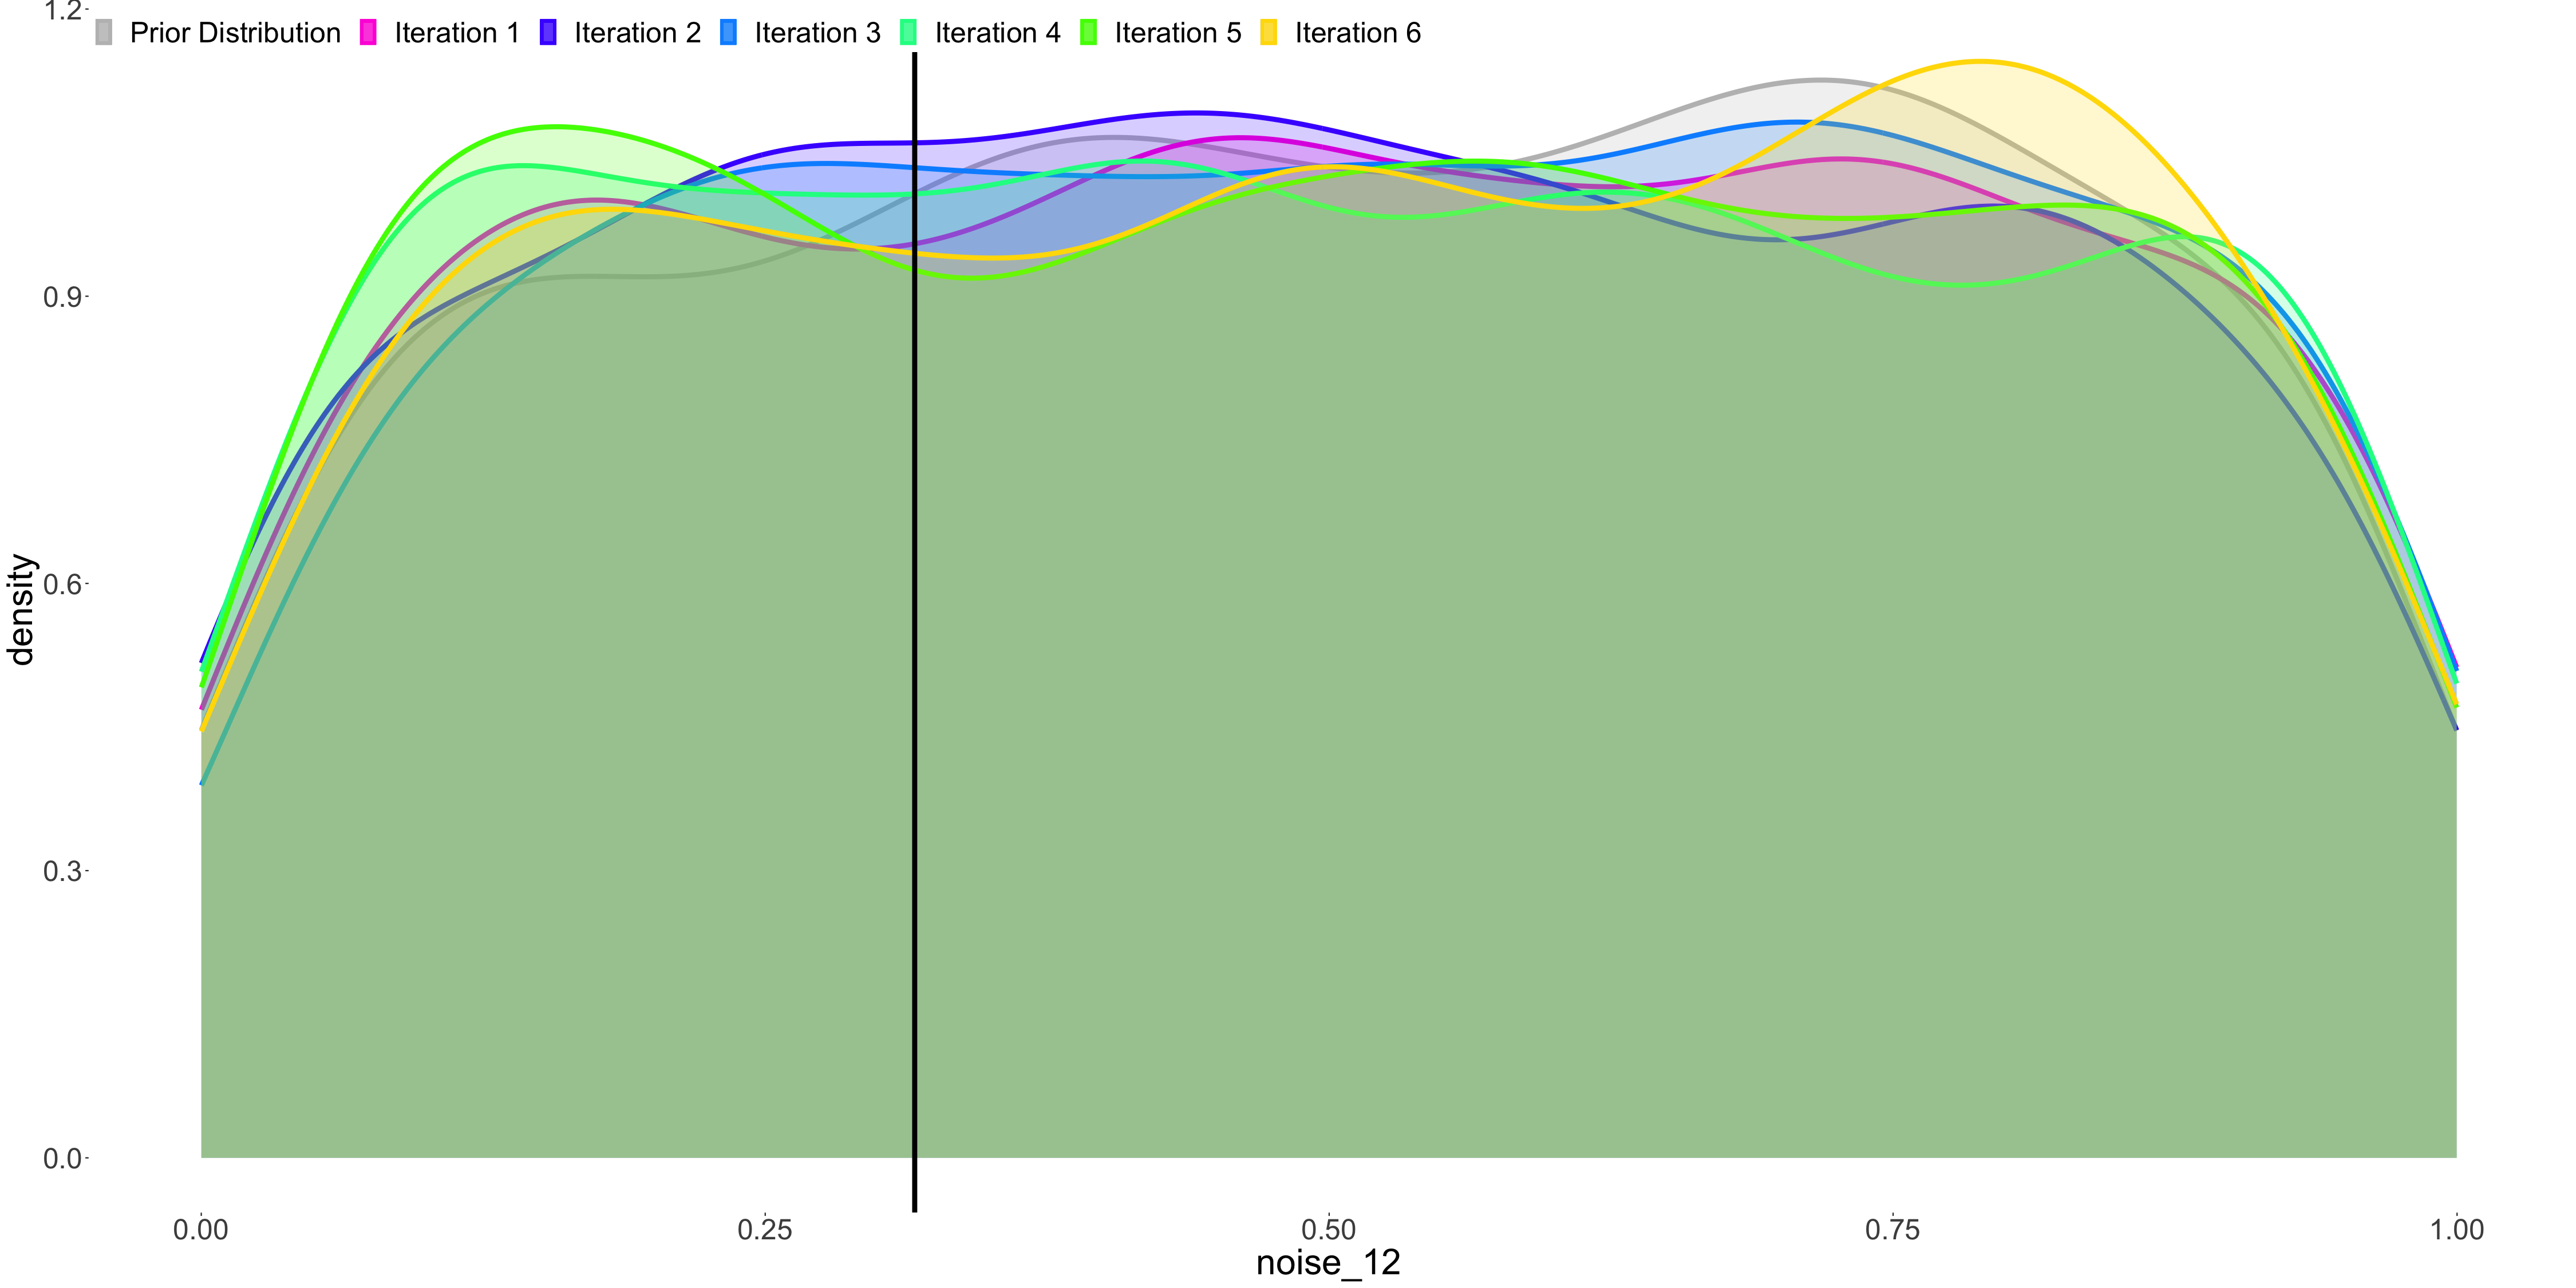 Prior Distribution Iteration 1 Iteration 2 Iteration 3 Iteration 4 Iteration 5 Iteration 6
1.2
0.9
0.6
0.3
0.0
density
0.00 0.25 0.50 0.75 1.00
noise_12